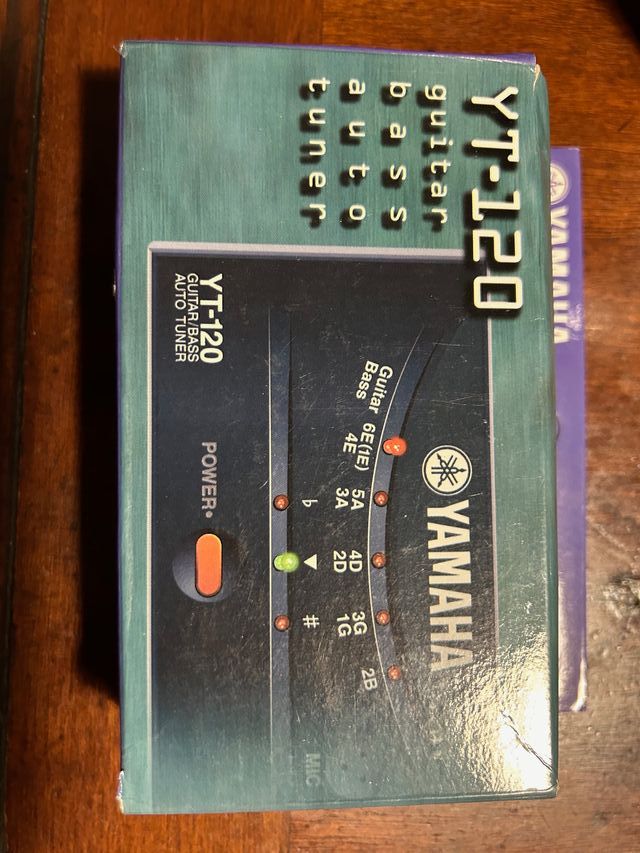 YT-120
guitar
bass
auto
tuner
YAMAHA
Guitar 6E(1E) 5A 4D 3G 2B
Bass 4E 3A 2D 1G
♭ ▼ #
MIC
YT-120
GUITAR/BASS
AUTO TUNER
POWER
YAMAHA